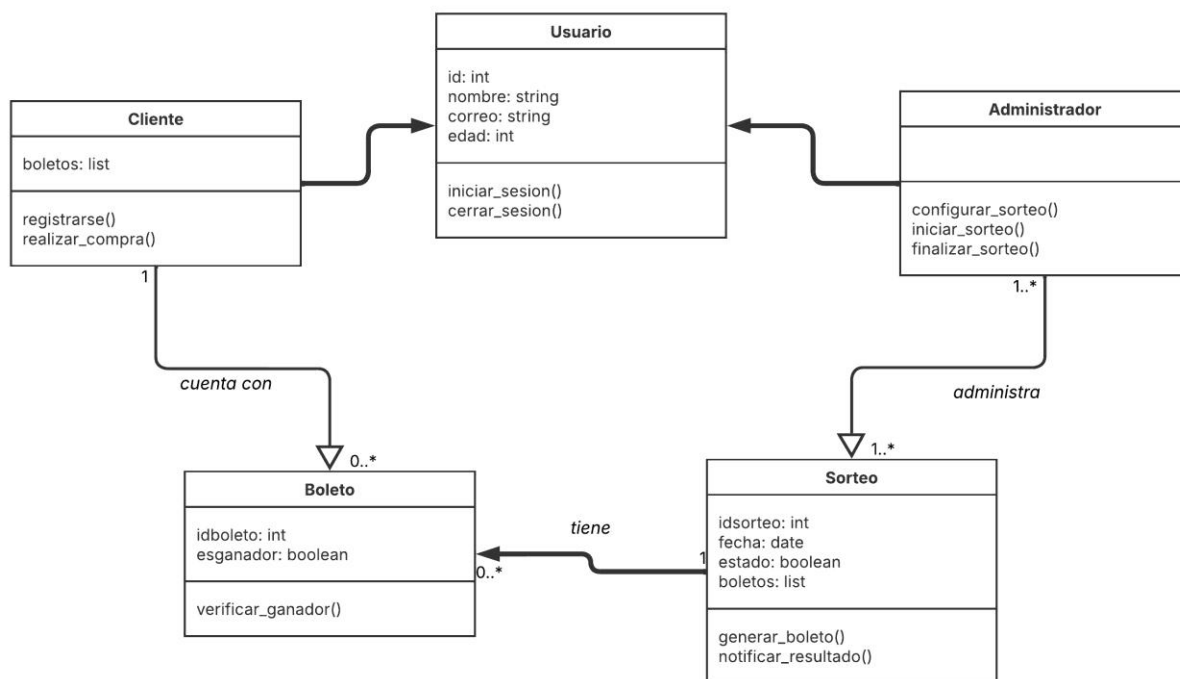 Usuario
id: int
nombre: string
correo: string
edad: int
iniciar_sesion()
cerrar_sesion()
Cliente
boletos: list
registrarse()
realizar_compra()
1
Administrador
configurar_sorteo()
iniciar_sorteo()
finalizar_sorteo()
1..*
cuenta con
administra
0..*
1..*
Boleto
idboleto: int
esganador: boolean
verificar_ganador()
tiene
0..*
1
Sorteo
idsorteo: int
fecha: date
estado: boolean
boletos: list
generar_boleto()
notificar_resultado()